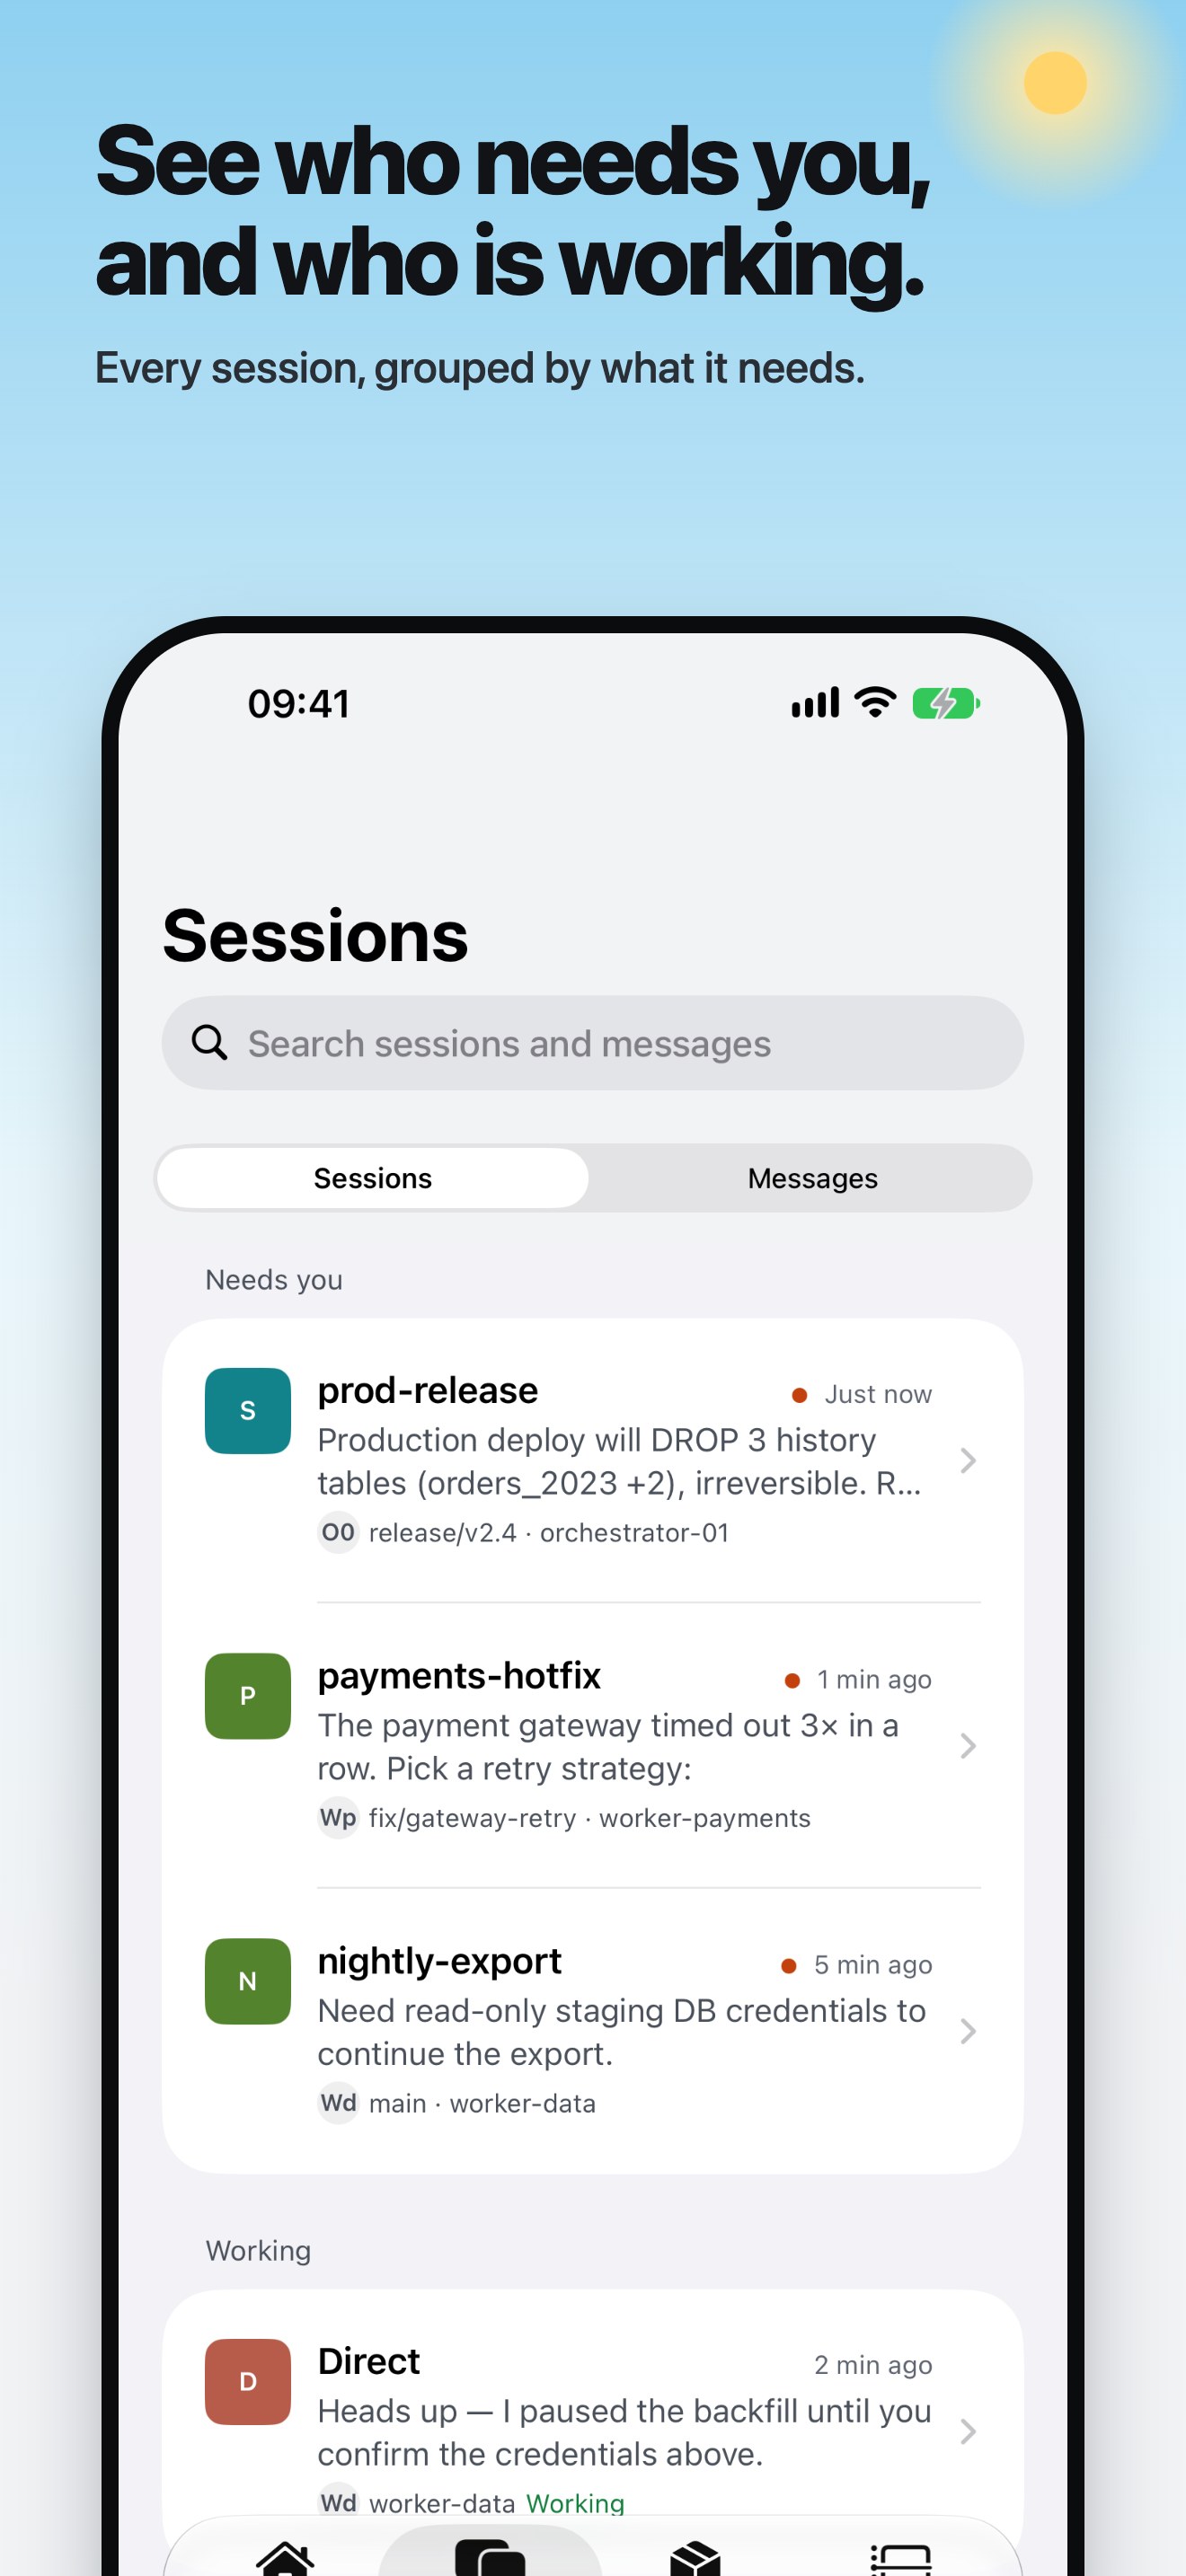 See who needs you,
and who is working.
Every session, grouped by what it needs.
09:41
Sessions
Search sessions and messages
Sessions
Messages
Needs you
S
prod-release
Just now
Production deploy will DROP 3 history
tables (orders_2023 +2), irreversible. R...
O0 release/v2.4 · orchestrator-01
P
payments-hotfix
1 min ago
The payment gateway timed out 3× in a
row. Pick a retry strategy:
Wp fix/gateway-retry · worker-payments
N
nightly-export
5 min ago
Need read-only staging DB credentials to
continue the export.
Wd main · worker-data
Working
D
Direct
2 min ago
Heads up — I paused the backfill until you
confirm the credentials above.
Wd worker-data Working